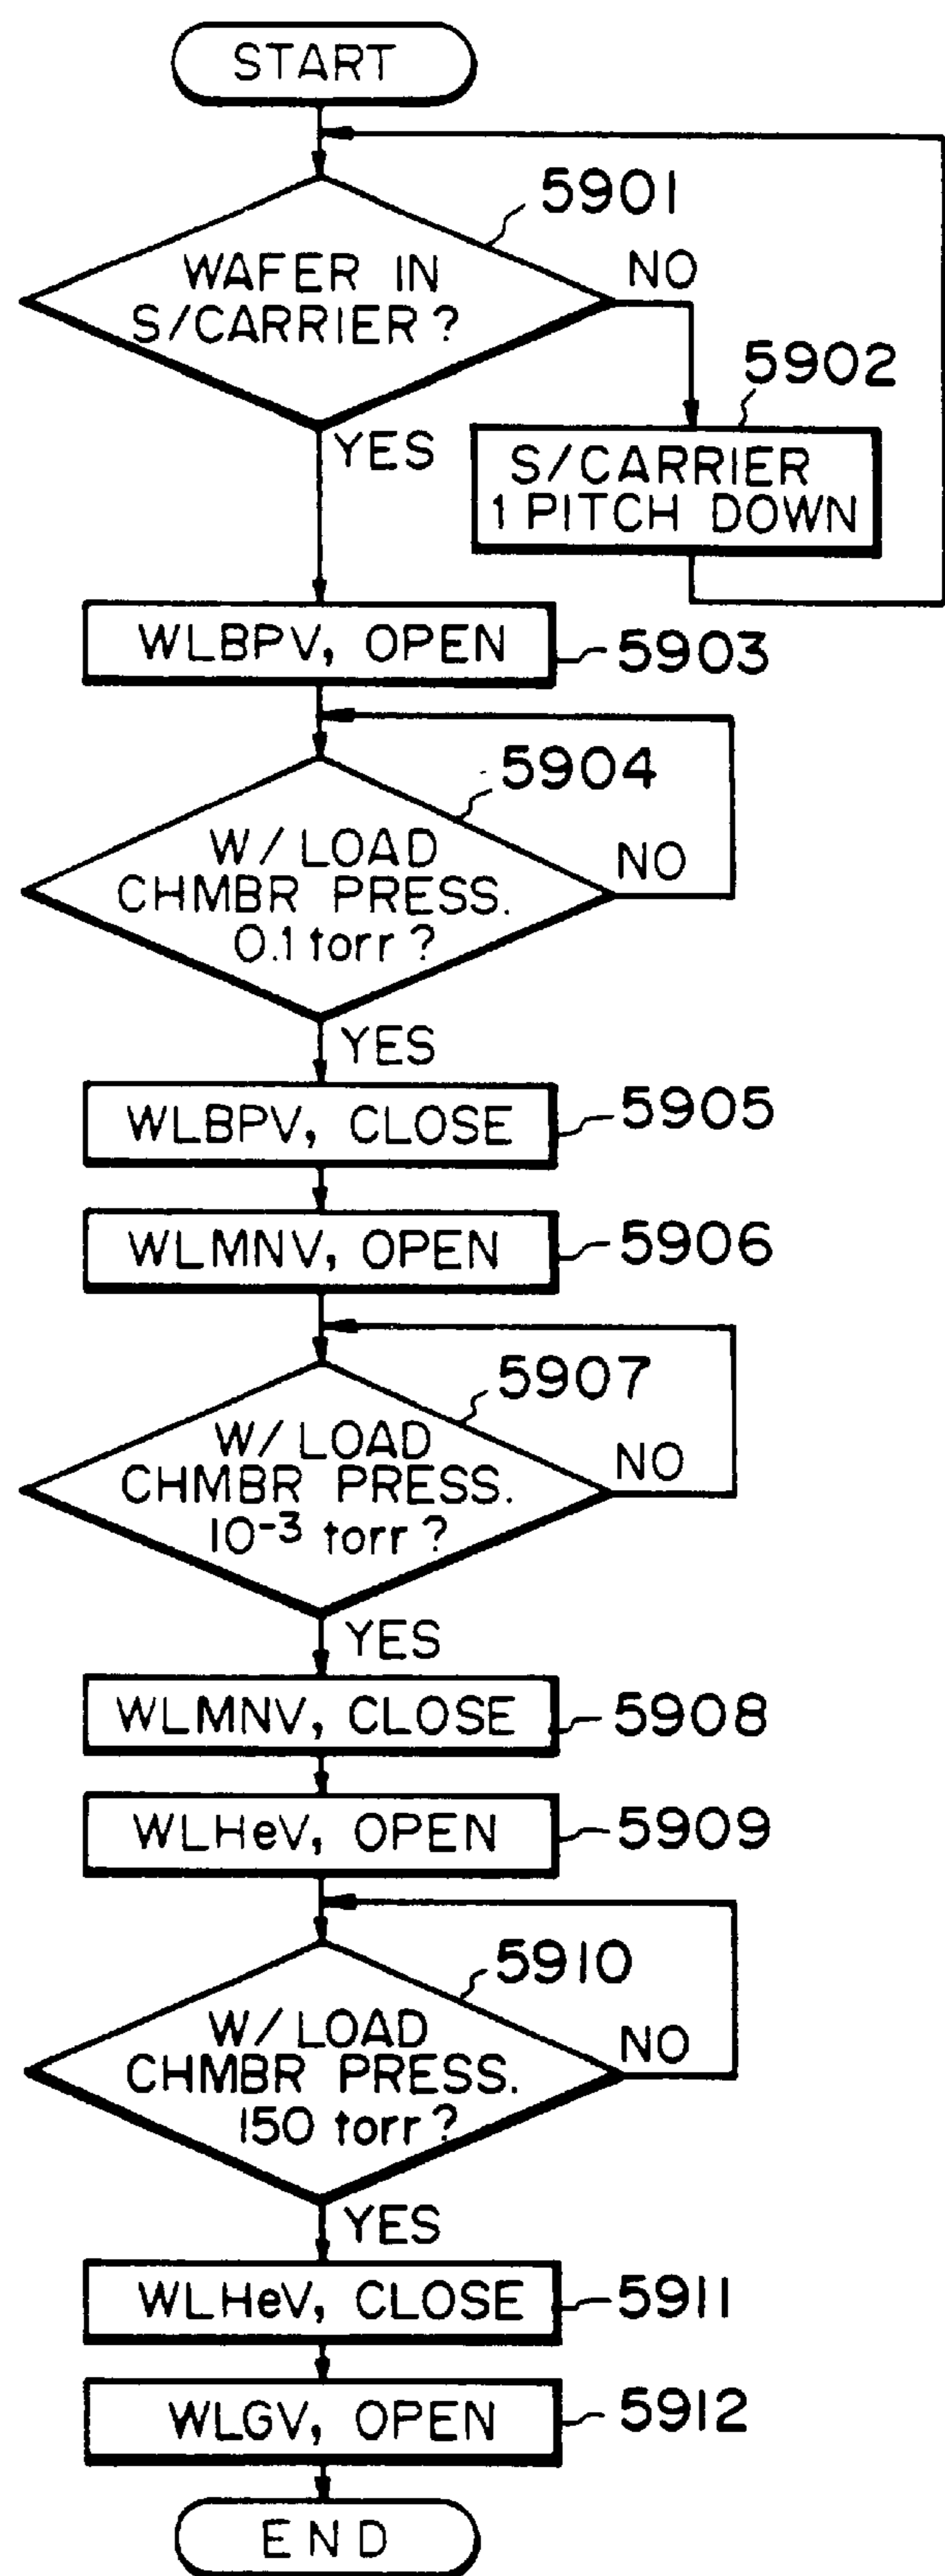 START
5901
WAFER IN
S/CARRIER?
NO
5902
YES
S/CARRIER
1 PITCH DOWN
WLBPV, OPEN
5903
5904
W/LOAD
CHMBR PRESS.
0.1 torr?
NO
YES
WLBPV, CLOSE
5905
WLMNV, OPEN
5906
5907
W/LOAD
CHMBR PRESS.
10⁻³ torr?
NO
YES
WLMNV, CLOSE
5908
WLHeV, OPEN
5909
5910
W/LOAD
CHMBR PRESS.
150 torr?
NO
YES
WLHeV, CLOSE
5911
WLGV, OPEN
5912
END